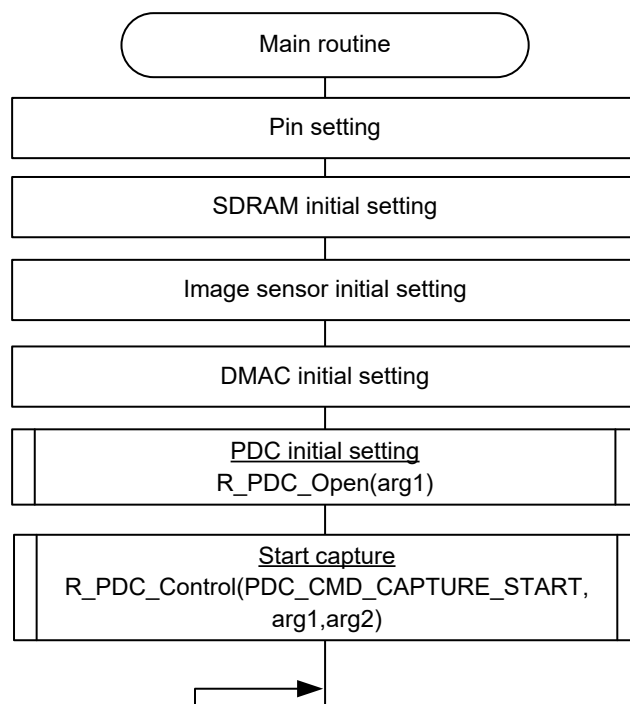 Main routine
Pin setting
SDRAM initial setting
Image sensor initial setting
DMAC initial setting
PDC initial setting
R_PDC_Open(arg1)
Start capture
R_PDC_Control(PDC_CMD_CAPTURE_START,
arg1,arg2)